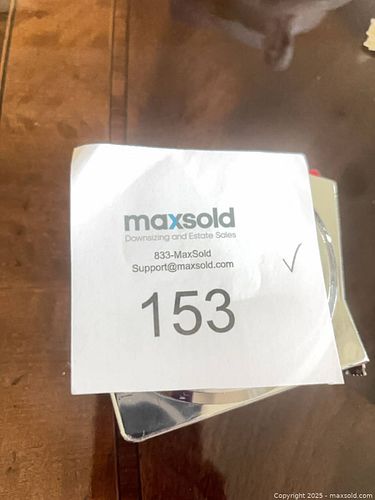 maxsold
Downsizing and Estate Sales
833-MaxSold
Support@maxsold.com
153
Copyright 2025 - maxsold.com